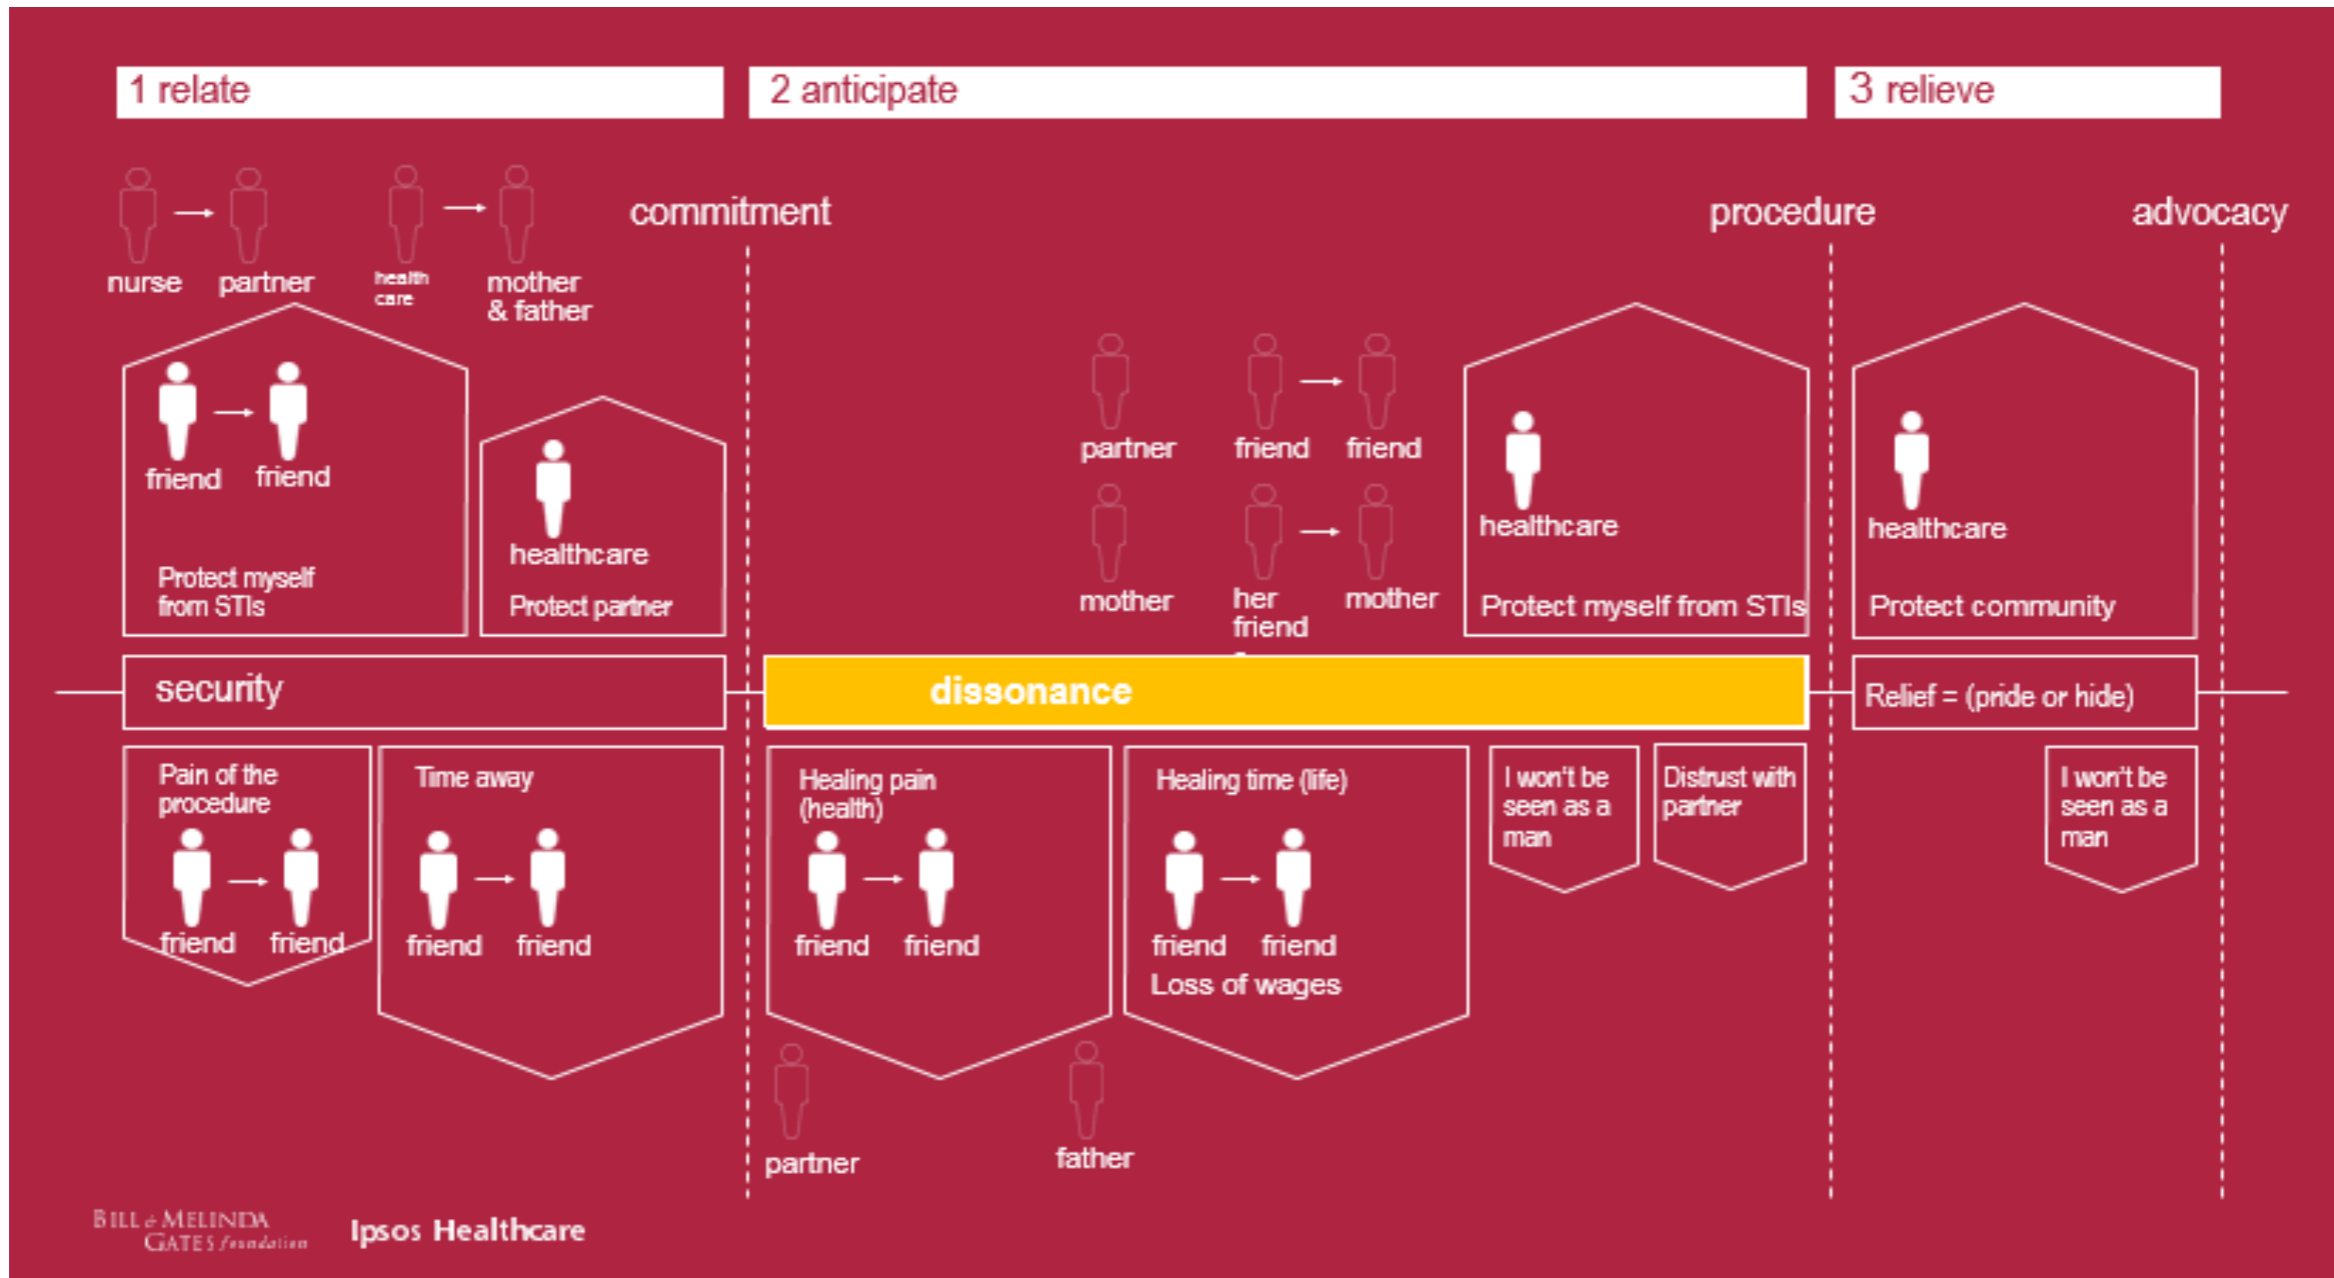 1 relate
2 anticipate
3 relieve
commitment
procedure
advocacy
nurse
partner
health
care
mother
& father
friend
friend
Protect myself
from STIs
healthcare
Protect partner
partner
friend
friend
mother
her
friend
mother
healthcare
Protect myself from STIs
healthcare
Protect community
security
dissonance
Relief = (pride or hide)
Pain of the
procedure
friend
friend
Time away
friend
friend
Healing pain
(health)
friend
friend
Healing time (life)
friend
friend
Loss of wages
I won't be
seen as a
man
Distrust with
partner
I won't be
seen as a
man
partner
father
BILL & MELINDA
GATES foundation
Ipsos Healthcare